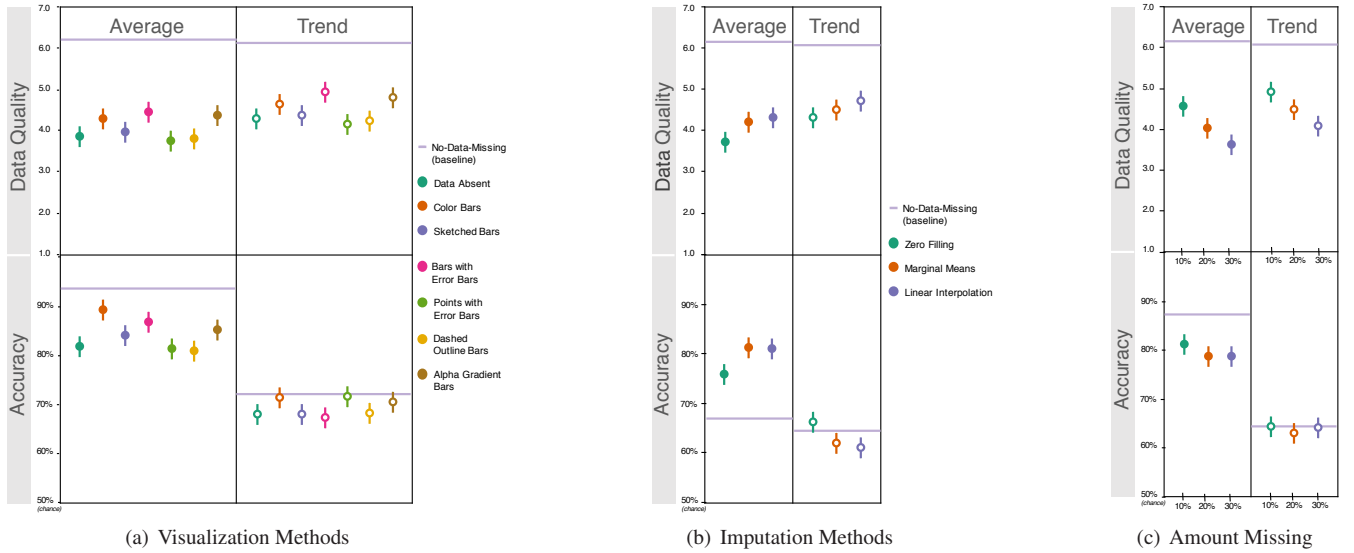 Average
Trend
Data Quality
7.0
6.0
5.0
4.0
3.0
2.0
1.0
Accuracy
90%
80%
70%
60%
50%
(chance)
No-Data-Missing
(baseline)
Data Absent
Color Bars
Sketched Bars
Bars with
Error Bars
Points with
Error Bars
Dashed
Outline Bars
Alpha Gradient
Bars
(a) Visualization Methods
Average
Trend
Data Quality
7.0
6.0
5.0
4.0
3.0
2.0
1.0
Accuracy
90%
80%
70%
60%
50%
(chance)
No-Data-Missing
(baseline)
Zero Filling
Marginal Means
Linear Interpolation
(b) Imputation Methods
Average
Trend
Data Quality
7.0
6.0
5.0
4.0
3.0
2.0
1.0
10% 20% 30%
10% 20% 30%
Accuracy
90%
80%
70%
60%
50%
(chance)
10% 20% 30%
10% 20% 30%
(c) Amount Missing